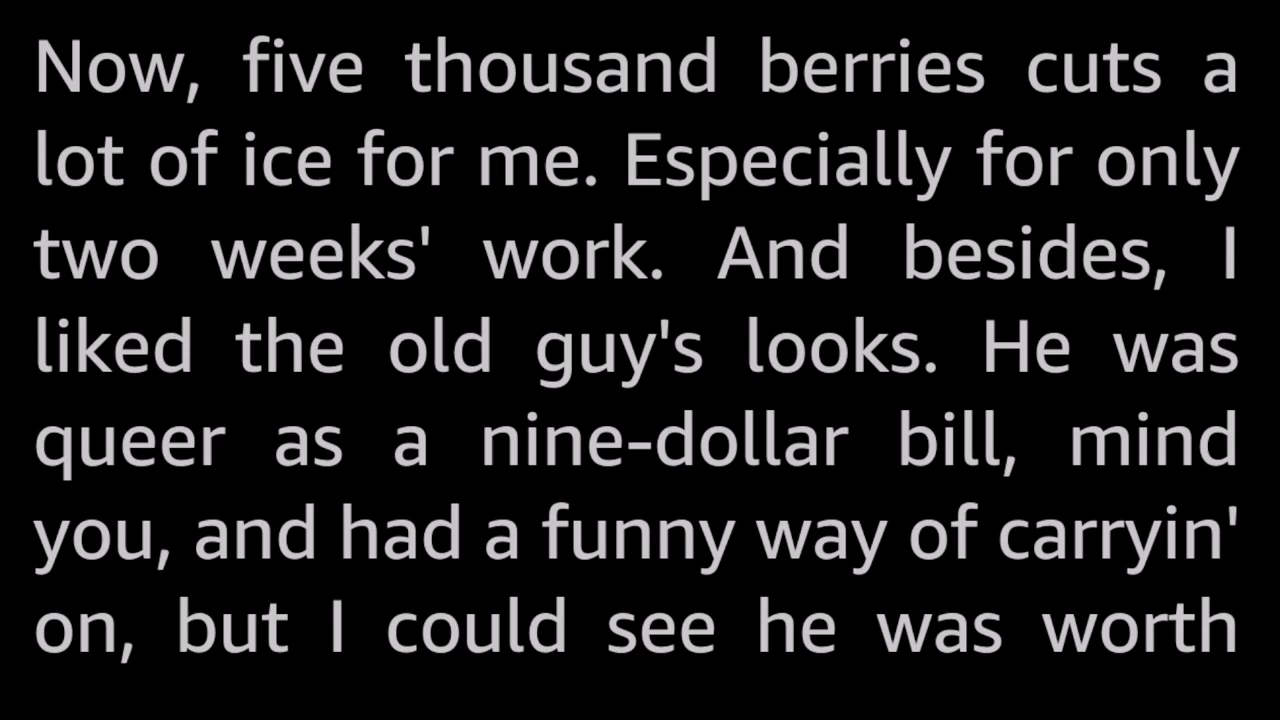 Now, five thousand berries cuts a
lot of ice for me. Especially for only
two weeks' work. And besides, I
liked the old guy's looks. He was
queer as a nine-dollar bill, mind
you, and had a funny way of carryin'
on, but I could see he was worth